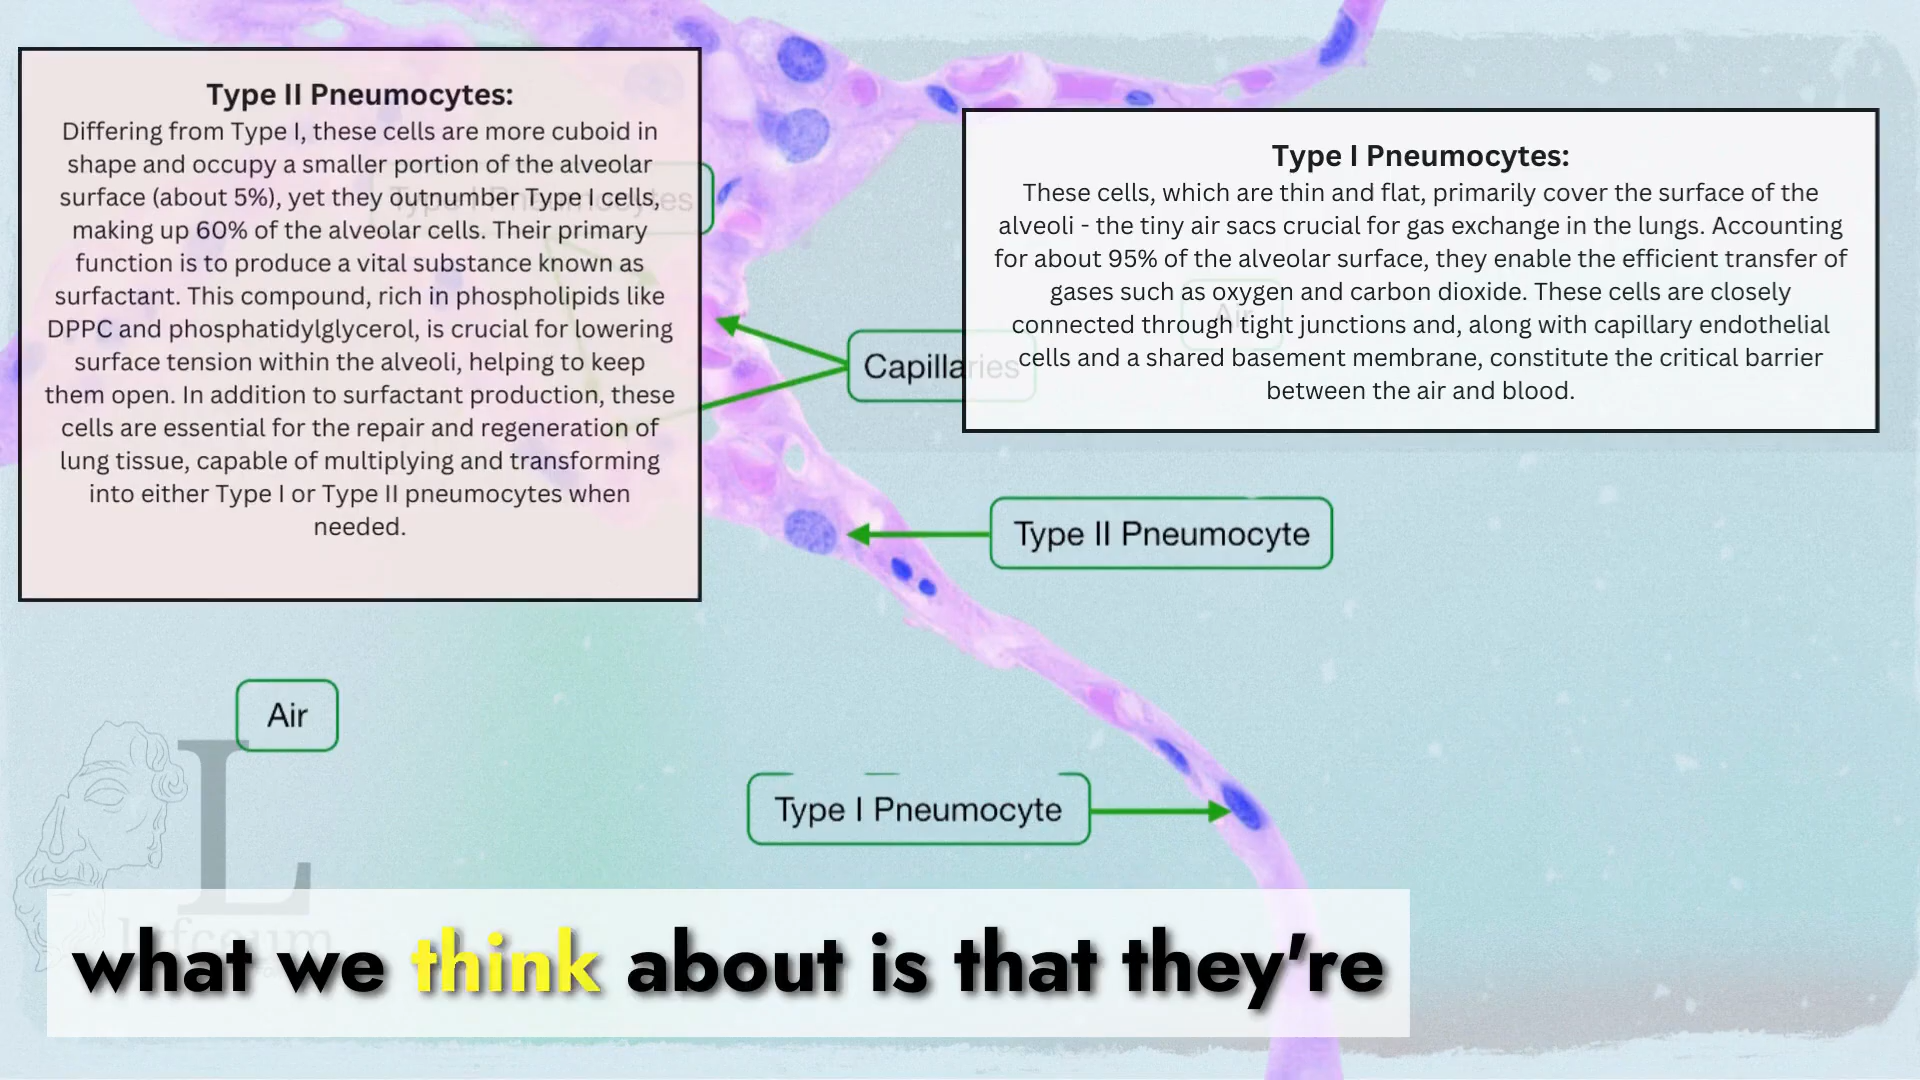 Type II Pneumocytes:
Differing from Type I, these cells are more cuboid in
shape and occupy a smaller portion of the alveolar
surface (about 5%), yet they outnumber Type I cells,
making up 60% of the alveolar cells. Their primary
function is to produce a vital substance known as
surfactant. This compound, rich in phospholipids like
DPPC and phosphatidylglycerol, is crucial for lowering
surface tension within the alveoli, helping to keep
them open. In addition to surfactant production, these
cells are essential for the repair and regeneration of
lung tissue, capable of multiplying and transforming
into either Type I or Type II pneumocytes when
needed.
Type I Pneumocytes:
These cells, which are thin and flat, primarily cover the surface of the
alveoli - the tiny air sacs crucial for gas exchange in the lungs. Accounting
for about 95% of the alveolar surface, they enable the efficient transfer of
gases such as oxygen and carbon dioxide. These cells are closely
connected through tight junctions and, along with capillary endothelial
cells and a shared basement membrane, constitute the critical barrier
between the air and blood.
Type I Pneumocytes
Air
Capillaries
Type II Pneumocyte
Air
Type I Pneumocyte
L
what we think about is that they're